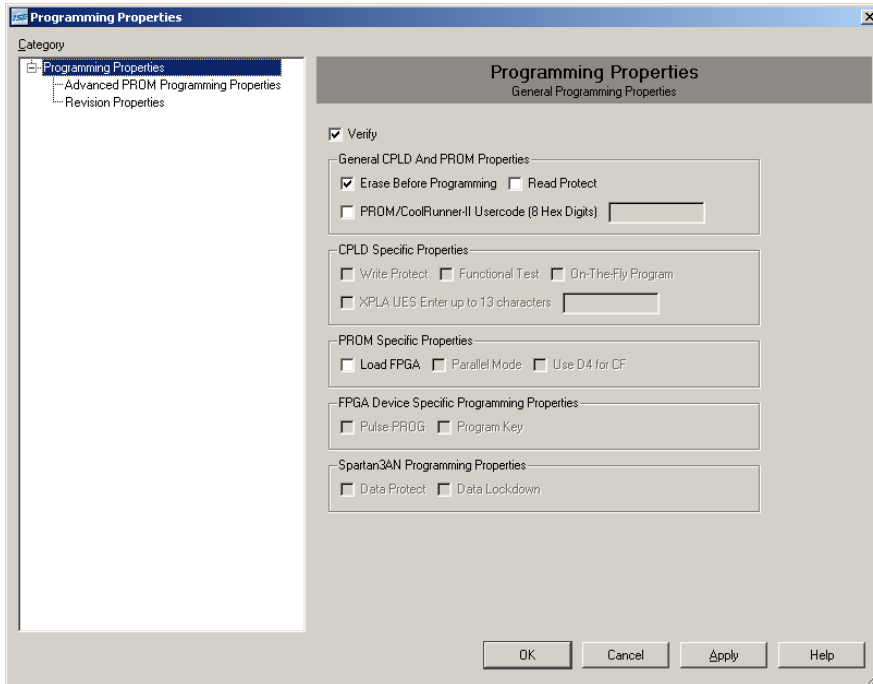 ISE Programming Properties
Category
Programming Properties
Advanced PROM Programming Properties
Revision Properties
Programming Properties
General Programming Properties
Verify
General CPLD And PROM Properties
Erase Before Programming Read Protect
PROM/CoolRunner-II Usercode (8 Hex Digits)
CPLD Specific Properties
Write Protect Functional Test On-The-Fly Program
XPLA UES Enter up to 13 characters
PROM Specific Properties
Load FPGA Parallel Mode Use D4 for CF
FPGA Device Specific Programming Properties
Pulse PROG Program Key
Spartan3AN Programming Properties
Data Protect Data Lockdown
OK Cancel Apply Help